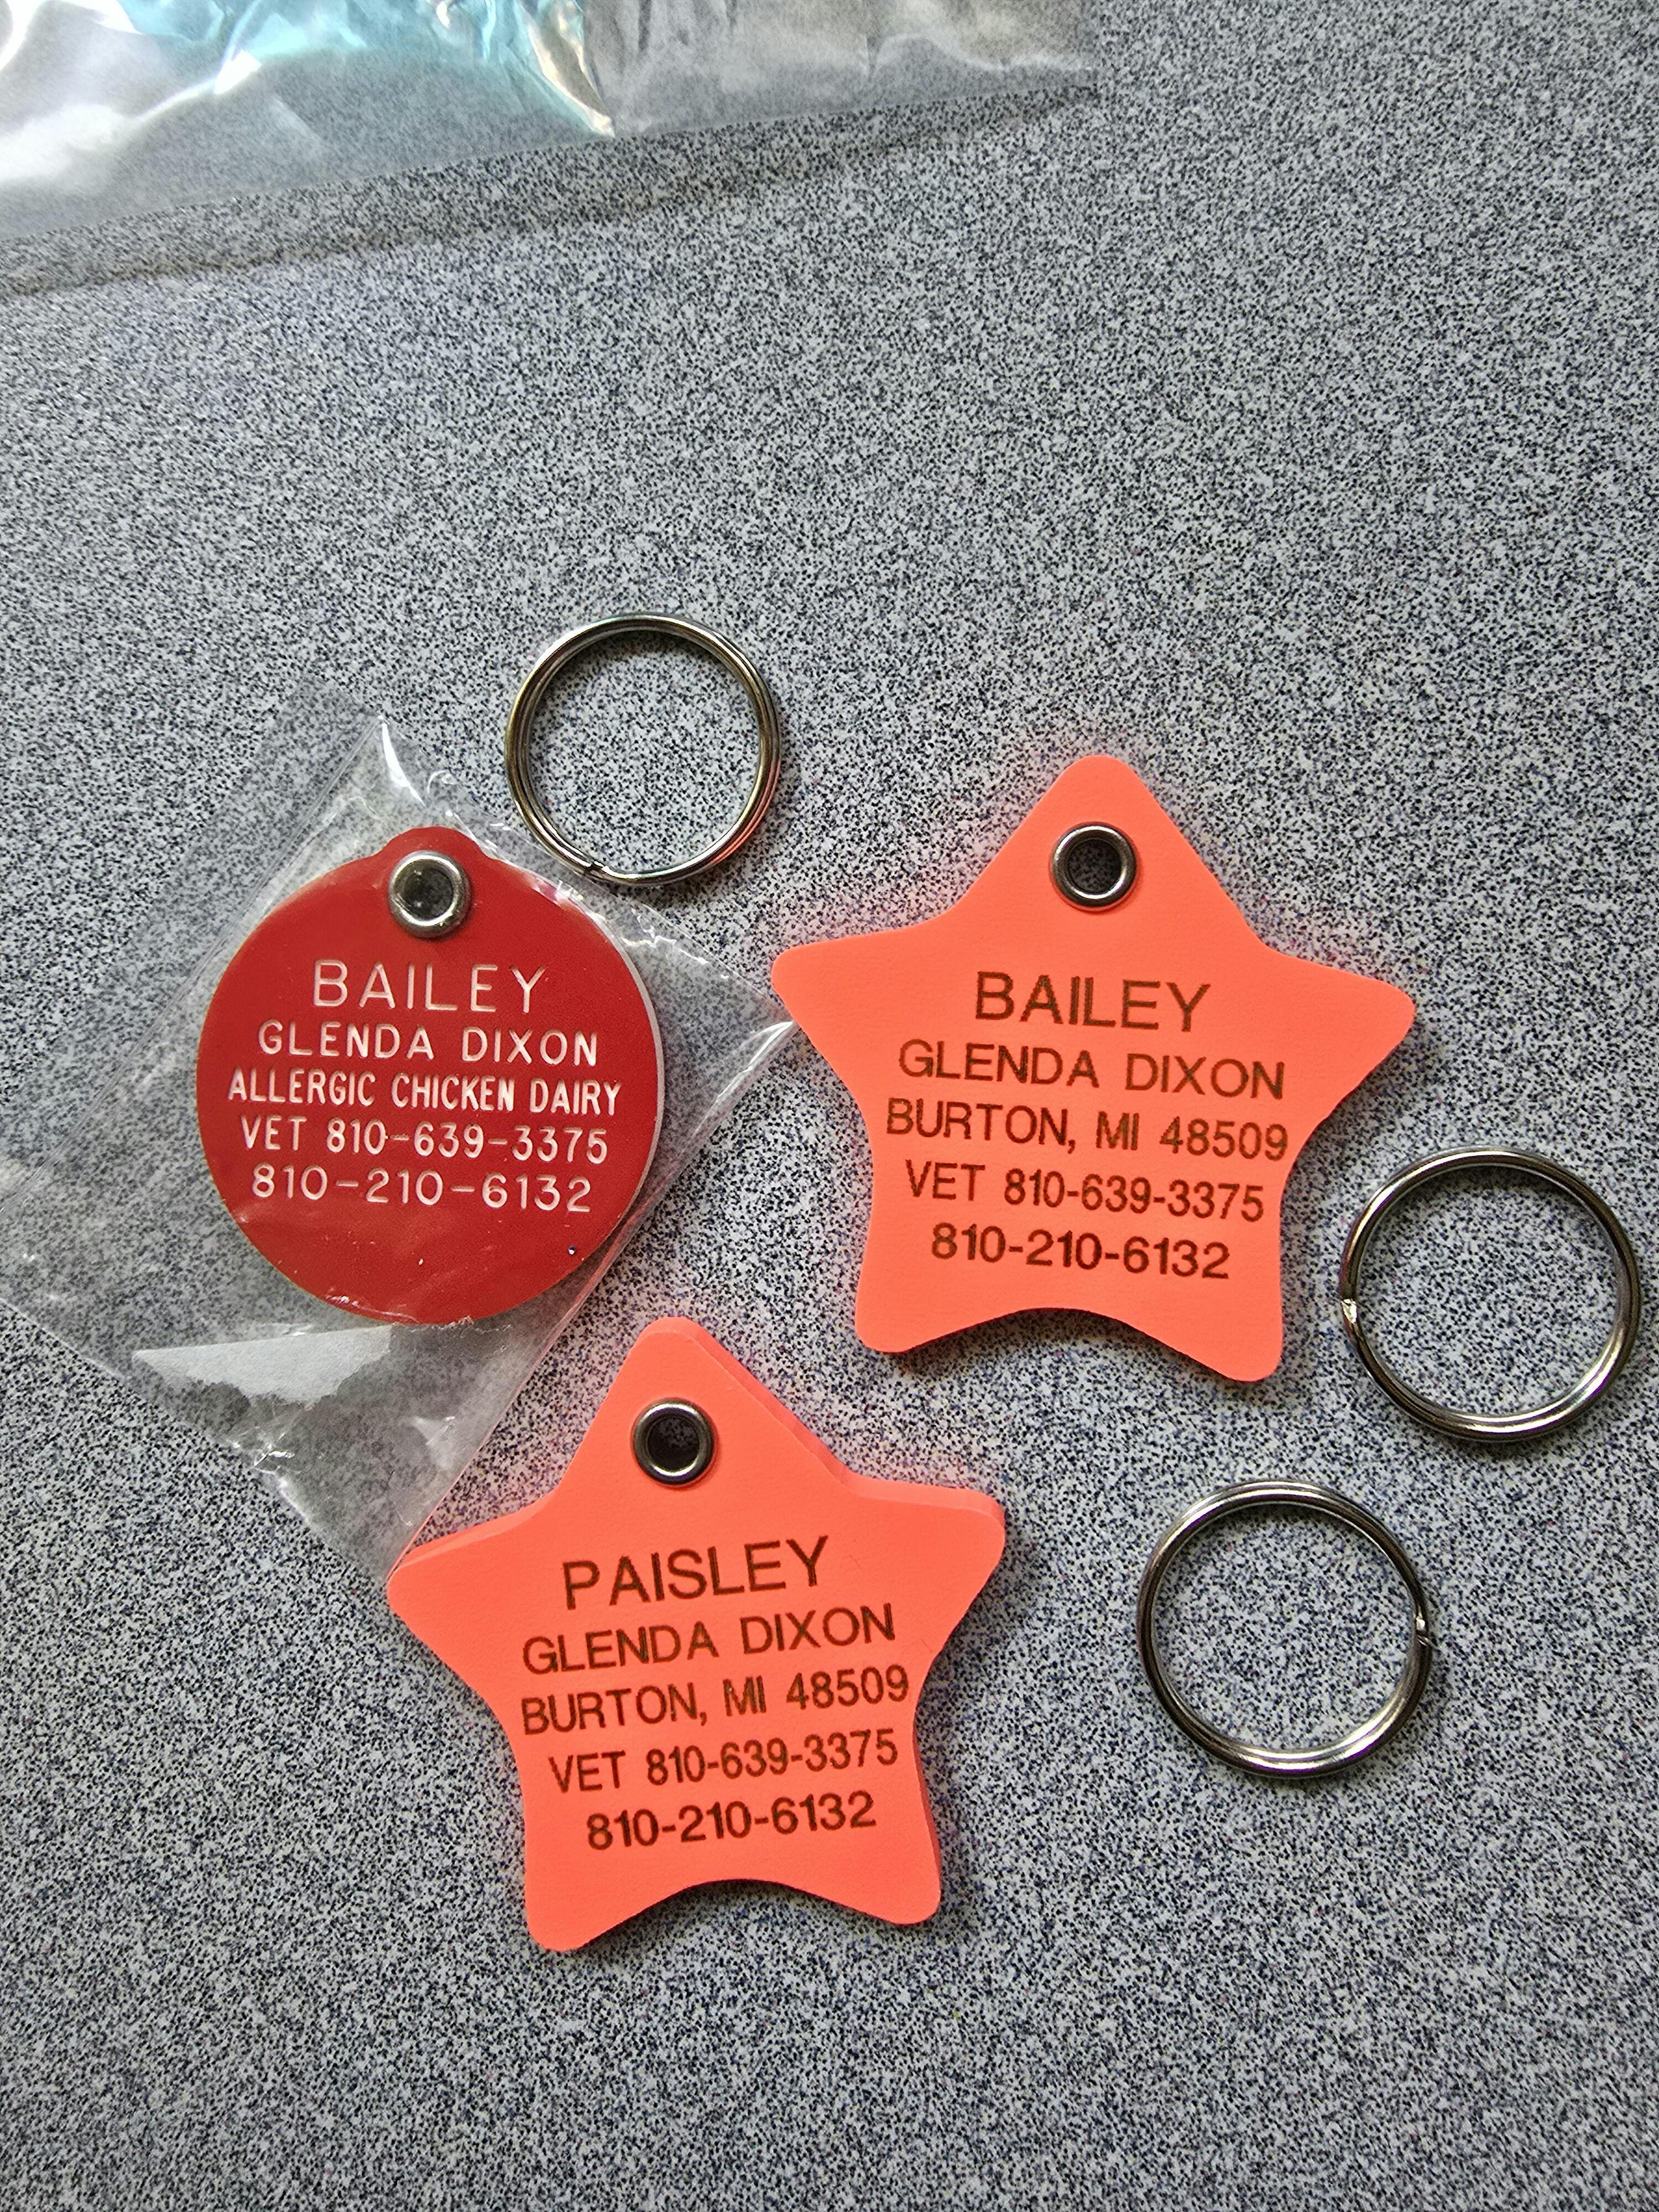 BAILEY
GLENDA DIXON
ALLERGIC CHICKEN DAIRY
VET 810-639-3375
810-210-6132
BAILEY
GLENDA DIXON
BURTON, MI 48509
VET 810-639-3375
810-210-6132
PAISLEY
GLENDA DIXON
BURTON, MI 48509
VET 810-639-3375
810-210-6132